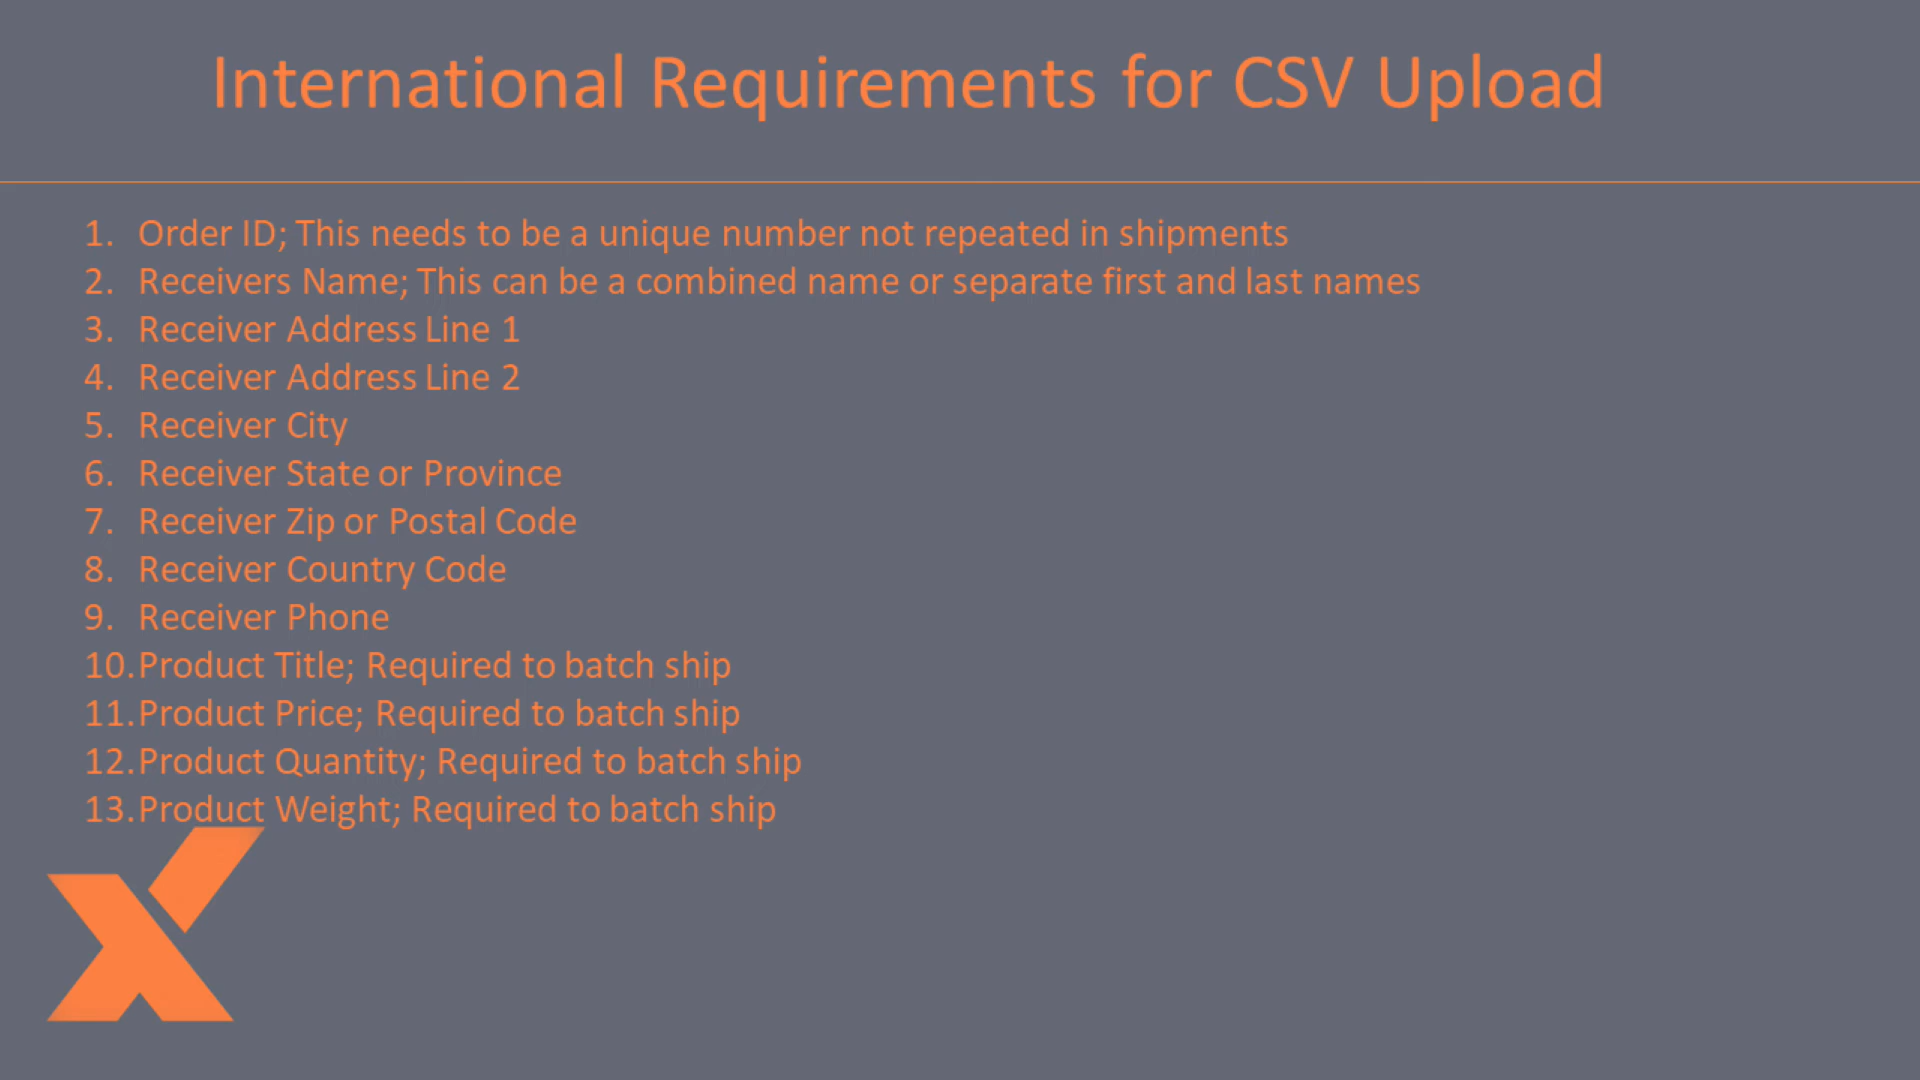 International Requirements for CSV Upload
1. Order ID; This needs to be a unique number not repeated in shipments
2. Receivers Name; This can be a combined name or separate first and last names
3. Receiver Address Line 1
4. Receiver Address Line 2
5. Receiver City
6. Receiver State or Province
7. Receiver Zip or Postal Code
8. Receiver Country Code
9. Receiver Phone
10. Product Title; Required to batch ship
11. Product Price; Required to batch ship
12. Product Quantity; Required to batch ship
13. Product Weight; Required to batch ship